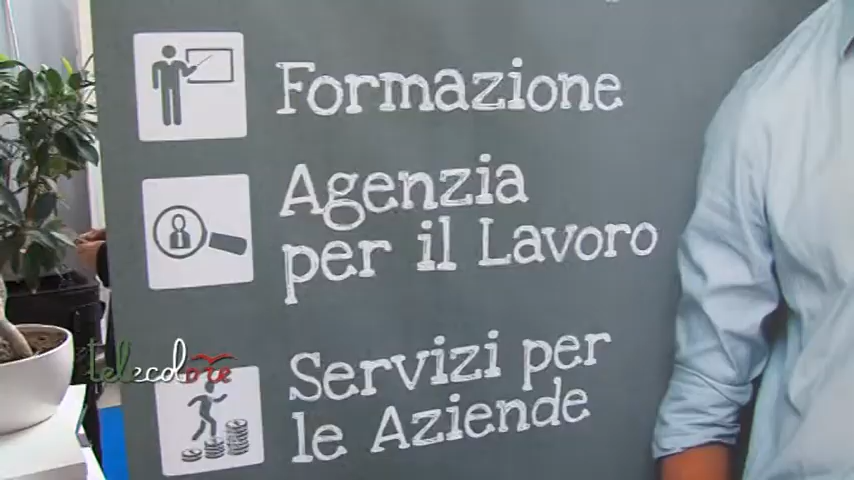 Formazione
Agenzia
per il Lavoro
telecolore
Servizi per
le Aziende